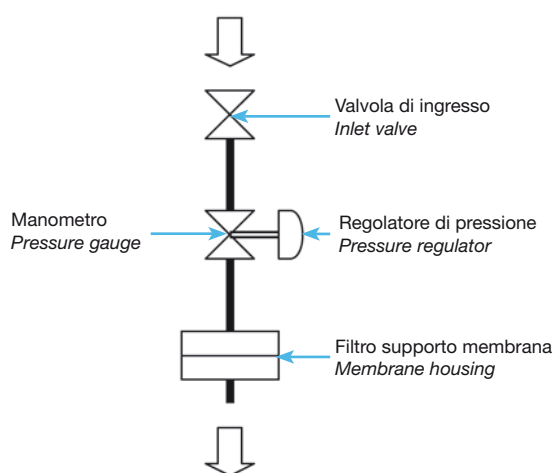 Valvola di ingresso
Inlet valve
Manometro
Pressure gauge
Regolatore di pressione
Pressure regulator
Filtro supporto membrana
Membrane housing